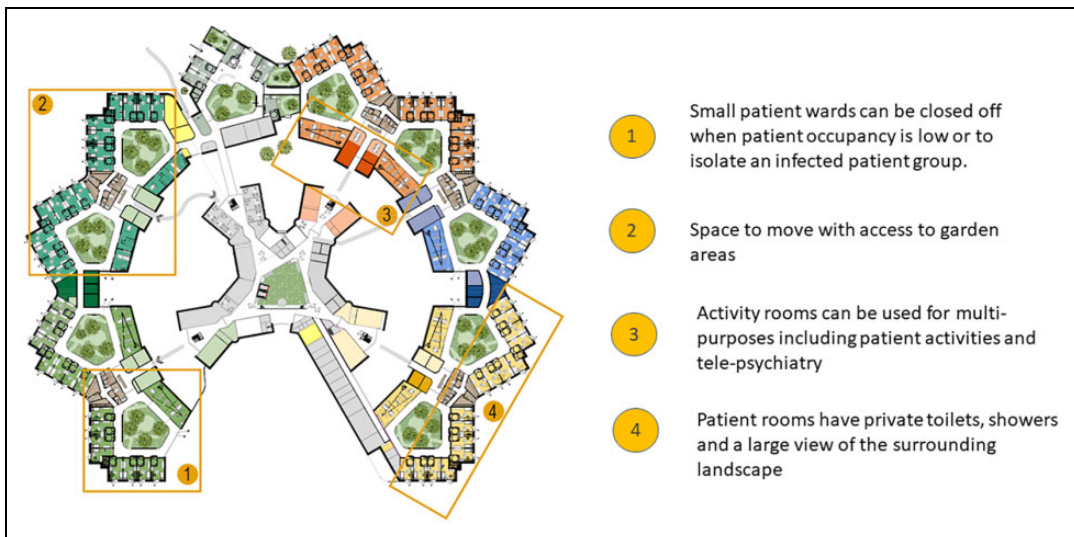 2
3
4
1
1
Small patient wards can be closed off
when patient occupancy is low or to
isolate an infected patient group.
2
Space to move with access to garden
areas
3
Activity rooms can be used for multi-
purposes including patient activities and
tele-psychiatry
4
Patient rooms have private toilets, showers
and a large view of the surrounding
landscape